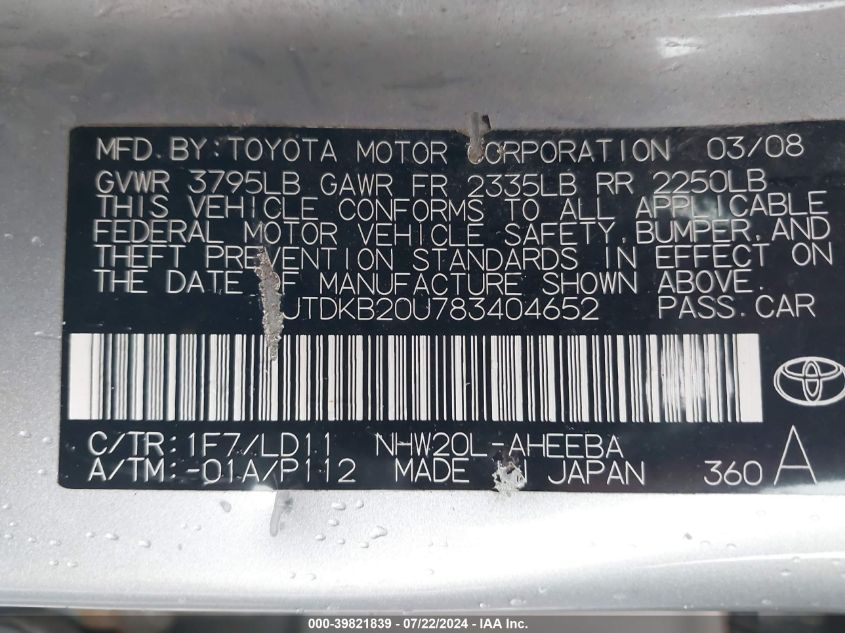 MFD. BY: TOYOTA MOTOR CORPORATION 03/08
GVWR 3795LB GAWR FR 2335LB RR 2250LB
THIS VEHICLE CONFORMS TO ALL APPLICABLE
FEDERAL MOTOR VEHICLE SAFETY, BUMPER, AND
THEFT PREVENTION STANDARDS IN EFFECT ON
THE DATE OF MANUFACTURE SHOWN ABOVE.
JTDKB20U783404652 PASS. CAR
C/TR: 1F7/LD11 NHW20L-AHEEBA A
A/TM: -01A/P112 MADE IN JAPAN 360
000-39821839 - 07/22/2024 - IAAI Inc.